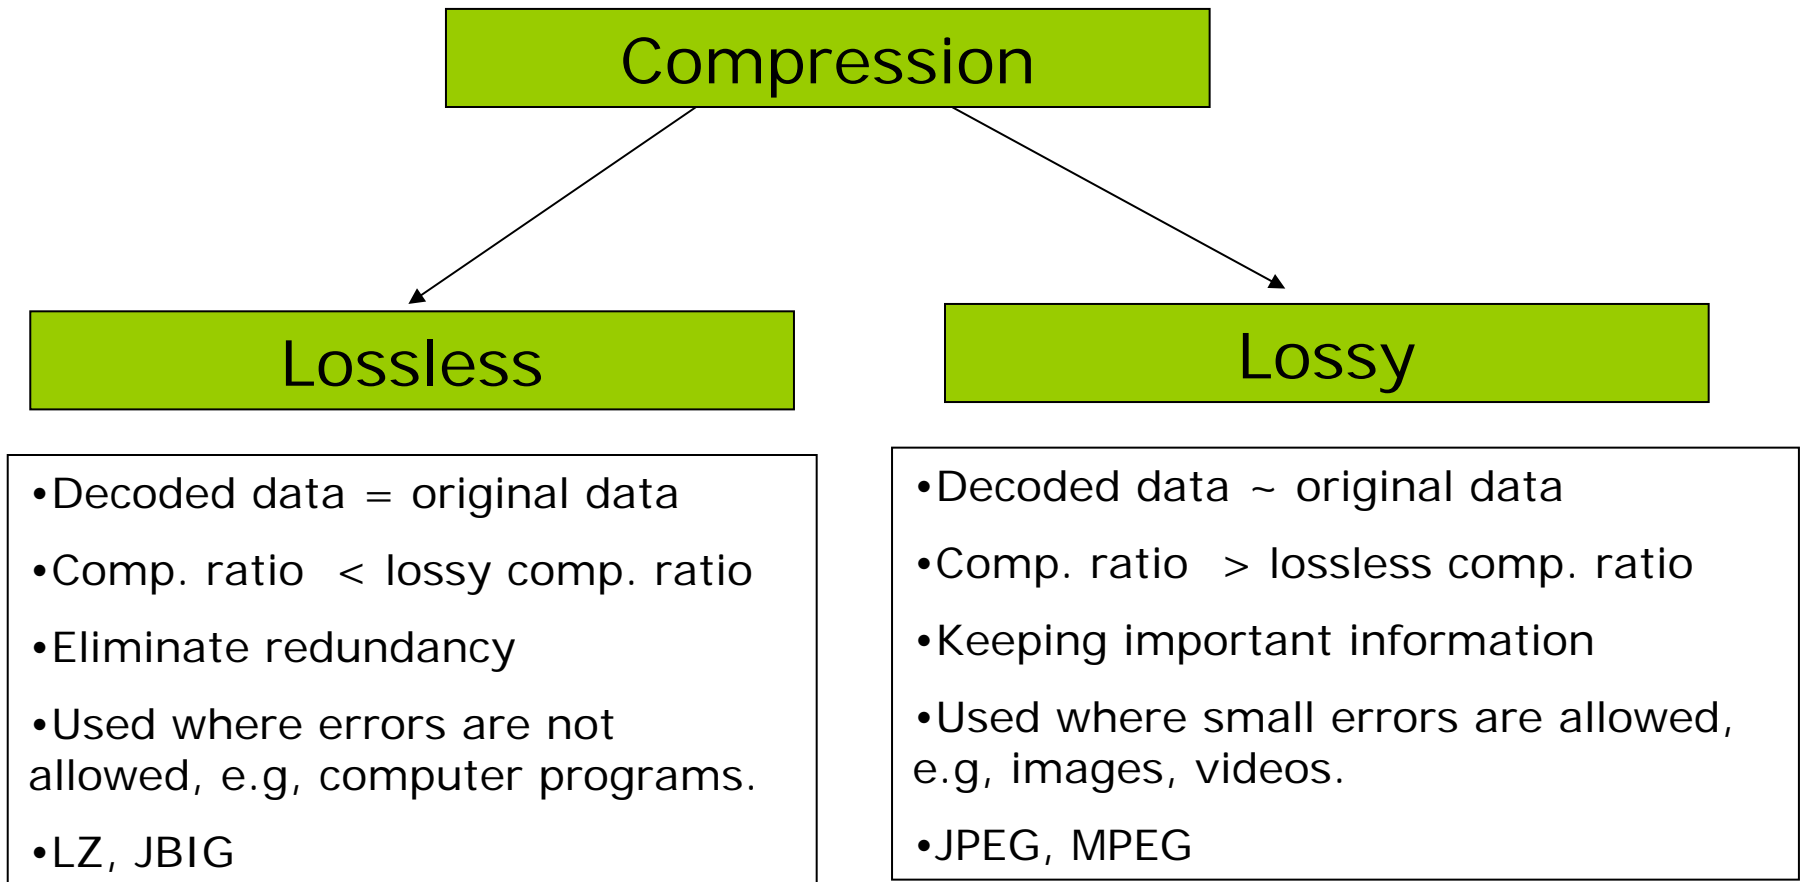 Compression
Lossless
•Decoded data = original data
•Comp. ratio < lossy comp. ratio
•Eliminate redundancy
•Used where errors are not
allowed, e.g, computer programs.
•LZ, JBIG
Lossy
•Decoded data ~ original data
•Comp. ratio > lossless comp. ratio
•Keeping important information
•Used where small errors are allowed,
e.g, images, videos.
•JPEG, MPEG